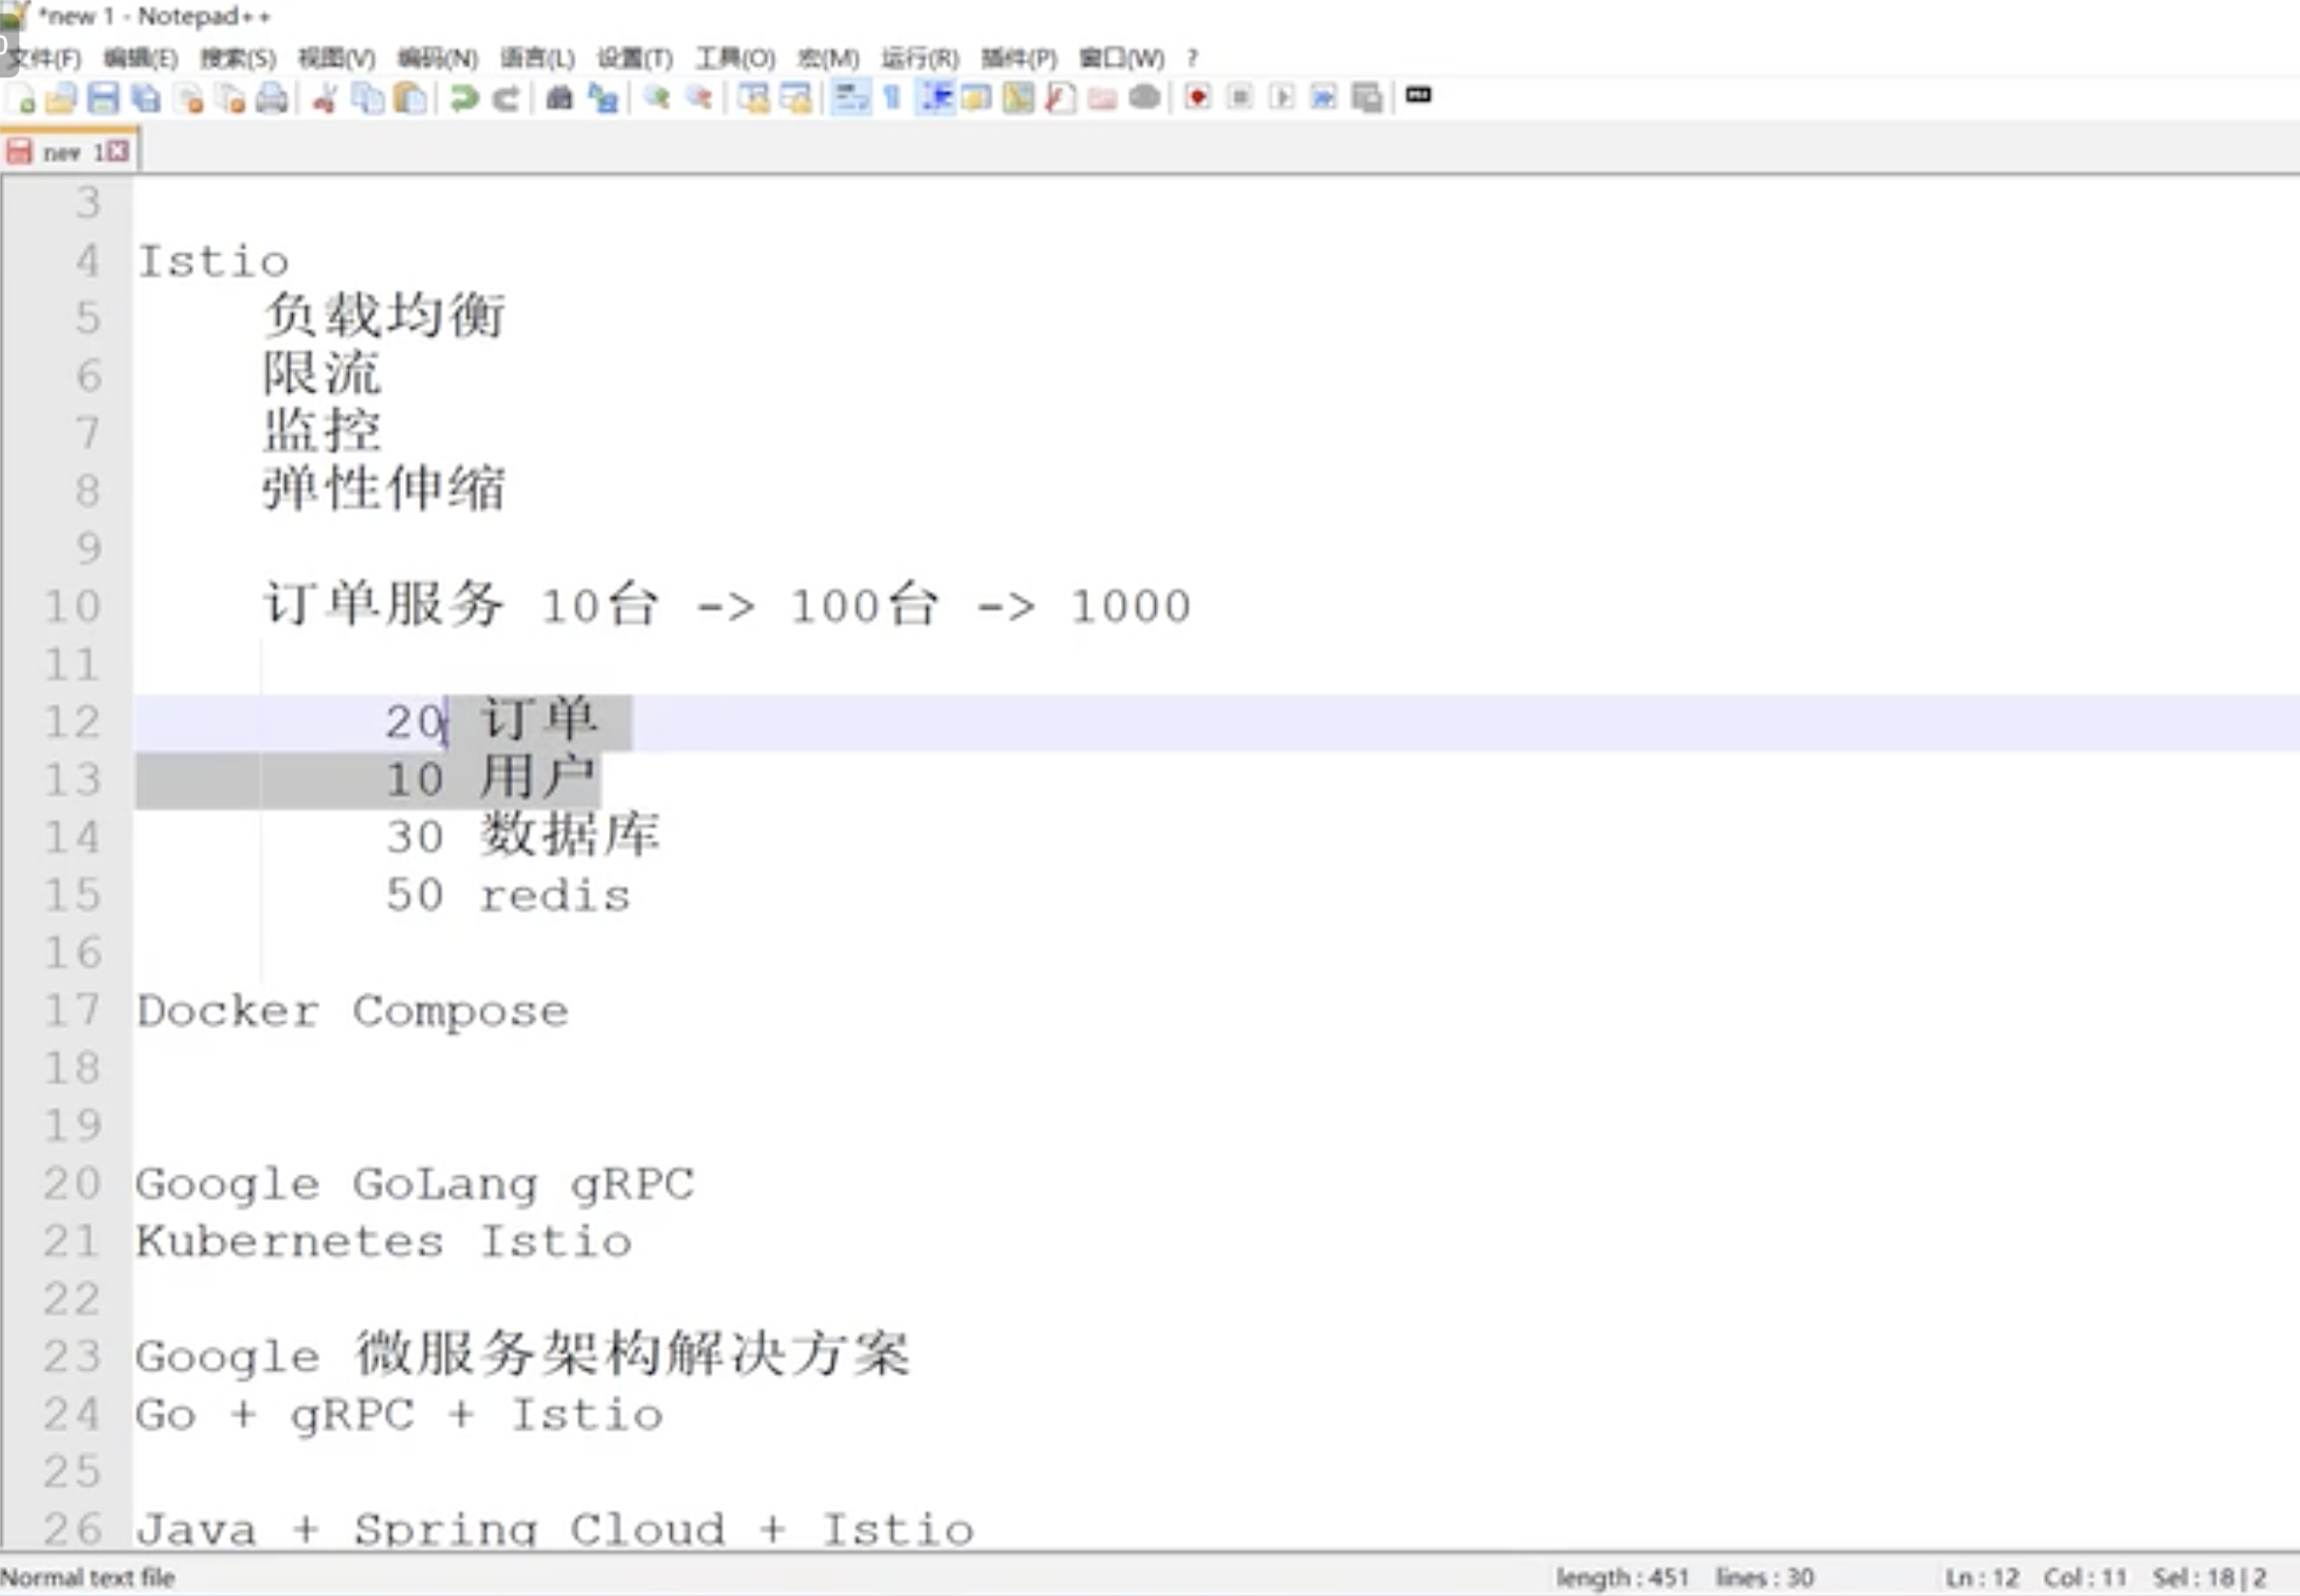 *new 1 - Notepad++
文件(F) 编辑(E) 搜索(S) 视图(V) 编码(N) 语言(L) 设置(T) 工具(O) 宏(M) 运行(R) 插件(P) 窗口(W) ?
new 1
3
4 Istio
5 负载均衡
6 限流
7 监控
8 弹性伸缩
9
10 订单服务 10台 -> 100台 -> 1000
11
12 20 订单
13 10 用户
14 30 数据库
15 50 redis
16
17 Docker Compose
18
19
20 Google GoLang gRPC
21 Kubernetes Istio
22
23 Google 微服务架构解决方案
24 Go + gRPC + Istio
25
26 Java + Spring Cloud + Istio
Normal text file length : 451 lines : 30 Ln : 12 Col : 11 Sel : 18 | 2